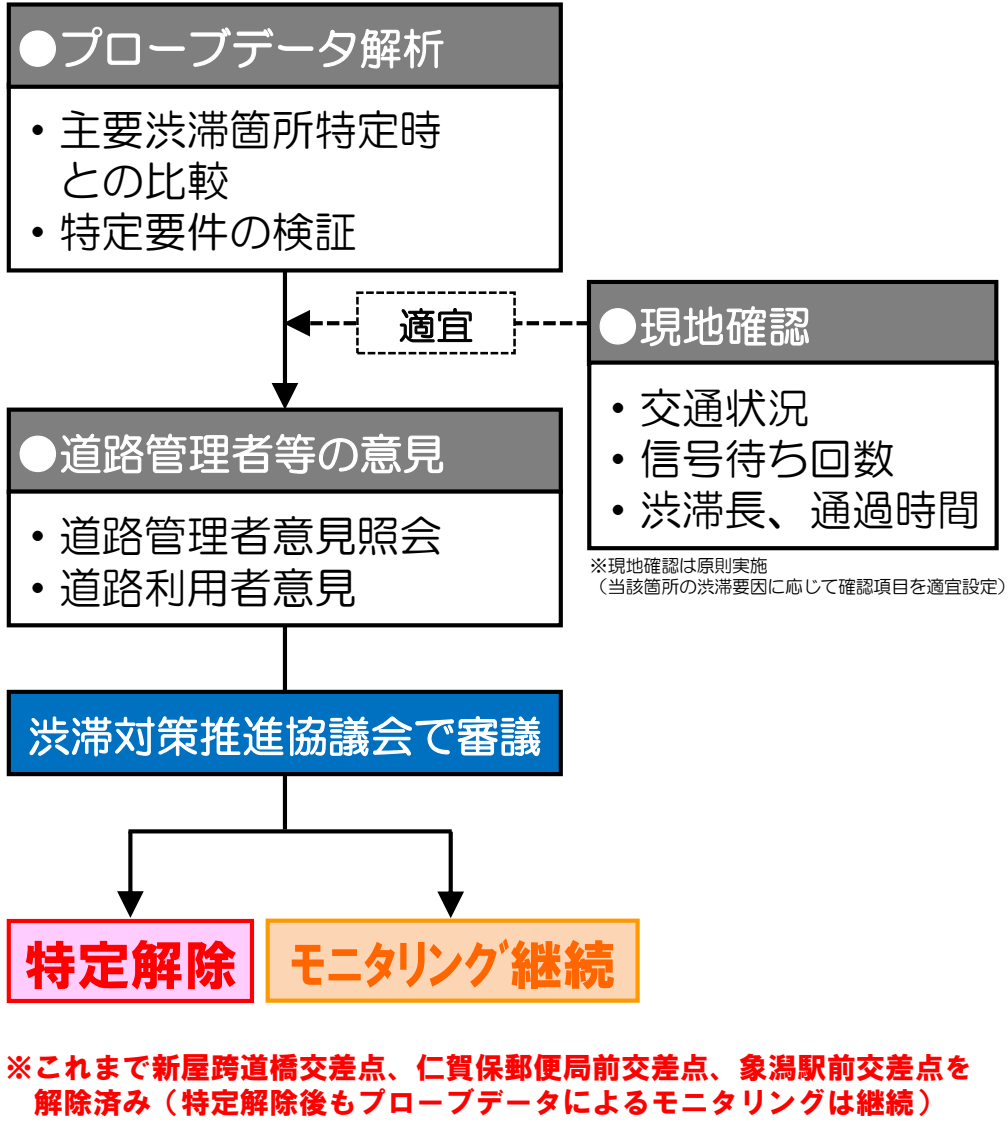 ●プローブデータ解析
・主要渋滞箇所特定時
との比較
・特定要件の検証
適宜
●現地確認
・交通状況
・信号待ち回数
・渋滞長、通過時間
※現地確認は原則実施
（当該箇所の渋滞要因に応じて確認項目を適宜設定）
●道路管理者等の意見
・道路管理者意見照会
・道路利用者意見
渋滞対策推進協議会で審議
特定解除
モニタリング継続
※これまで新屋跨道橋交差点、仁賀保郵便局前交差点、象潟駅前交差点を
解除済み（特定解除後もプローブデータによるモニタリングは継続）